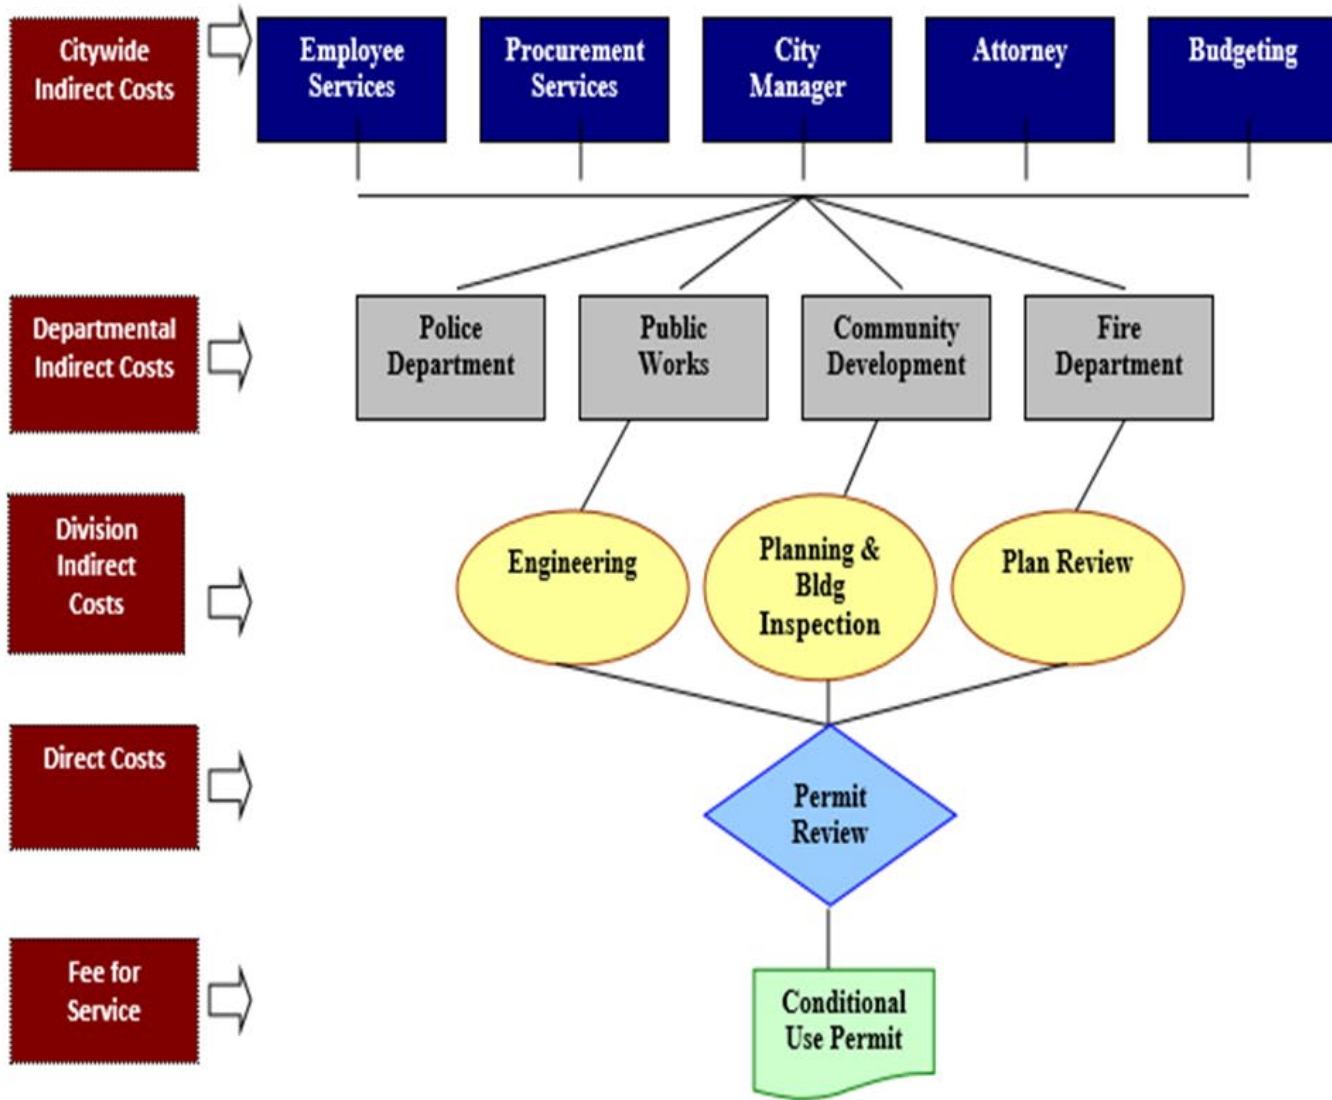 Citywide
Indirect Costs
Employee
Services
Procurement
Services
City
Manager
Attorney
Budgeting
Departmental
Indirect Costs
Police
Department
Public
Works
Community
Development
Fire
Department
Division
Indirect
Costs
Engineering
Planning &
Bldg
Inspection
Plan Review
Direct Costs
Permit
Review
Fee for
Service
Conditional
Use Permit